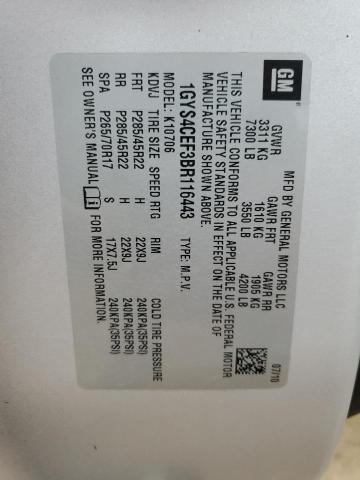 GM
MFD BY GENERAL MOTORS LLC
07/10
GVWR GAWR FRT GAWR RR
3311 KG 1610 KG 1905 KG
7300 LB 3550 LB 4200 LB
THIS VEHICLE CONFORMS TO ALL APPLICABLE U.S. FEDERAL MOTOR
VEHICLE SAFETY STANDARDS IN EFFECT ON THE DATE OF
MANUFACTURE SHOWN ABOVE.
1GYS4CEF3BR116443 TYPE: M.P.V.
MODEL: K10706
KDVJ TIRE SIZE SPEED RTG RIM COLD TIRE PRESSURE
FRT P285/45R22 H 22X9J 240KPA(35PSI)
RR P285/45R22 H 22X9J 240KPA(35PSI)
SPA P265/70R17 S 17X7.5J 240KPA(35PSI)
SEE OWNER'S MANUAL